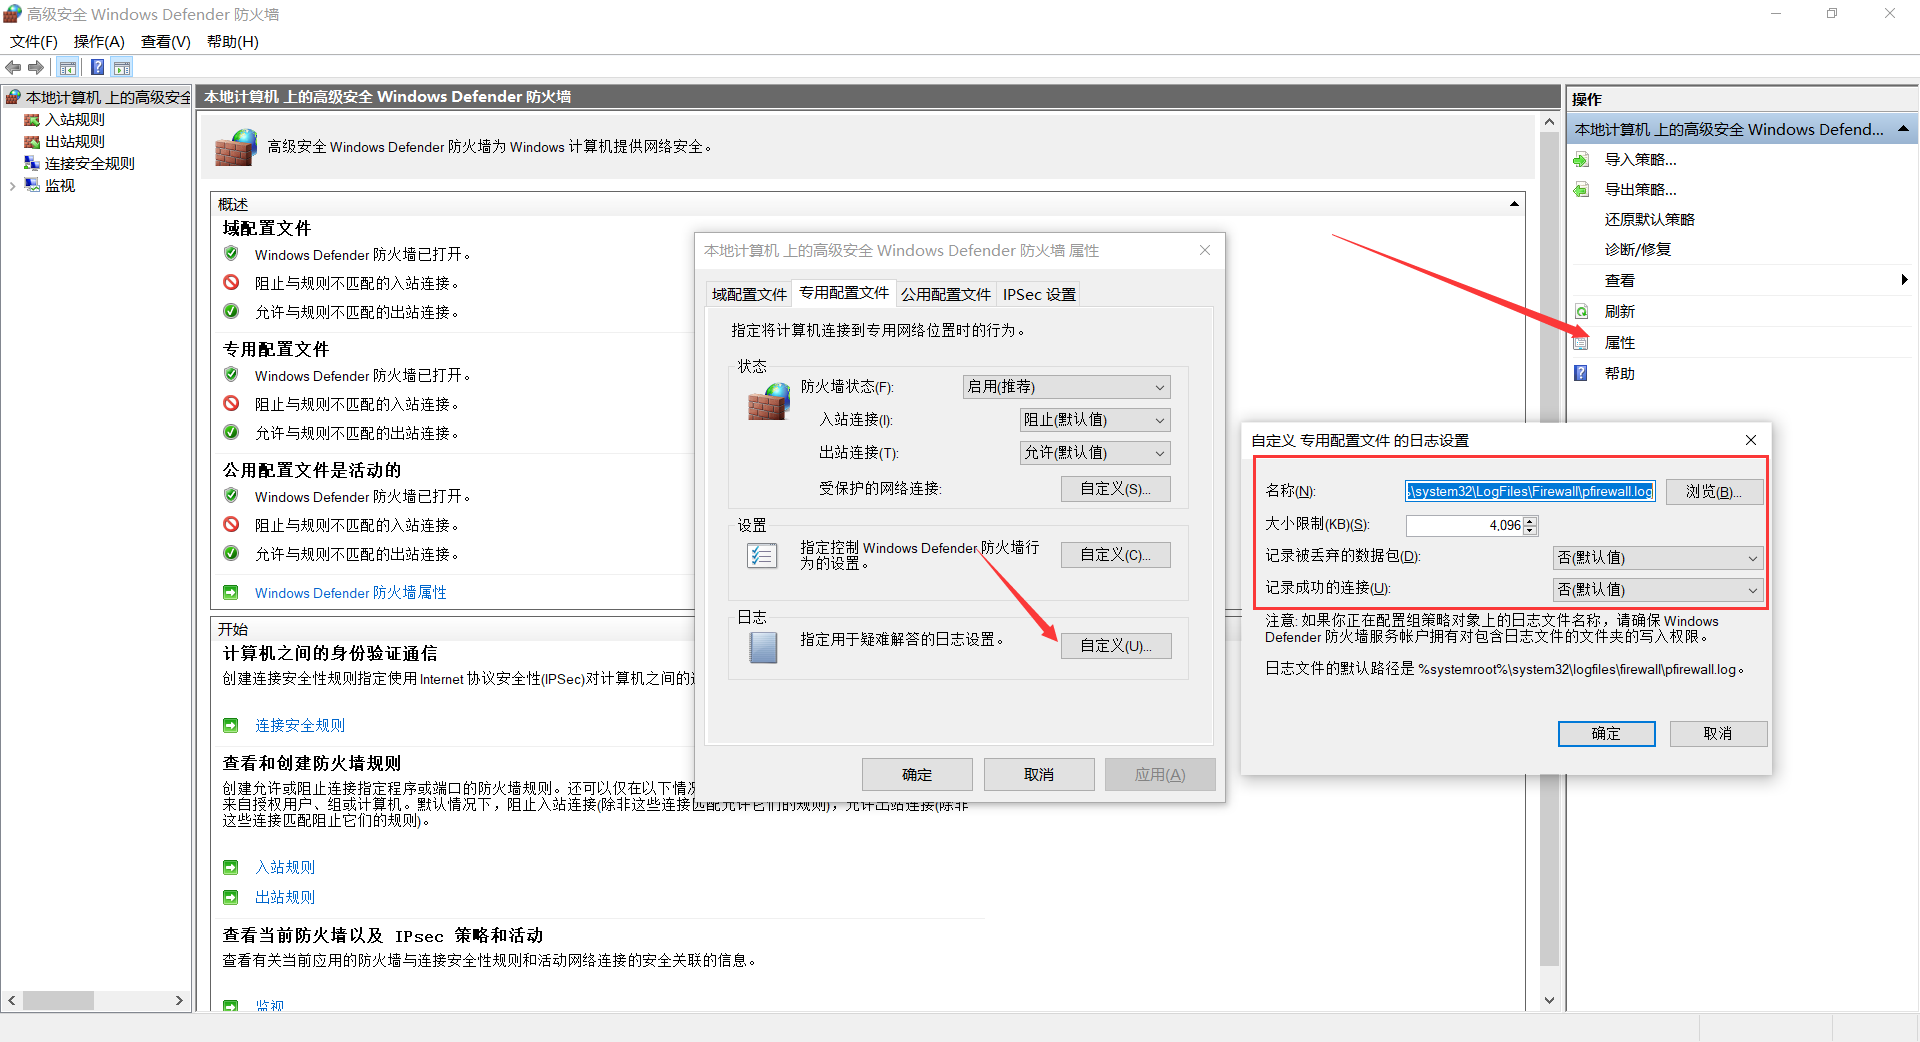 高级安全 Windows Defender 防火墙
文件(F) 操作(A) 查看(V) 帮助(H)
本地计算机 上的高级安全
入站规则
出站规则
连接安全规则
监视
本地计算机 上的高级安全 Windows Defender 防火墙
高级安全 Windows Defender 防火墙为 Windows 计算机提供网络安全。
概述
域配置文件
Windows Defender 防火墙已打开。
阻止与规则不匹配的入站连接。
允许与规则不匹配的出站连接。
专用配置文件
Windows Defender 防火墙已打开。
阻止与规则不匹配的入站连接。
允许与规则不匹配的出站连接。
公用配置文件是活动的
Windows Defender 防火墙已打开。
阻止与规则不匹配的入站连接。
允许与规则不匹配的出站连接。
Windows Defender 防火墙属性
开始
计算机之间的身份验证通信
创建连接安全性规则指定使用 Internet 协议安全性(IPSec)对计算机之间的
连接安全规则
查看和创建防火墙规则
创建允许或阻止连接指定程序或端口的防火墙规则。还可以仅在以下情
来自授权用户、组或计算机。默认情况下，阻止入站连接(除非这些连接匹配允许它们的规则)，允许出站连接(除非
这些连接匹配阻止它们的规则)。
入站规则
出站规则
查看当前防火墙以及 IPsec 策略和活动
查看有关当前应用的防火墙与连接安全性规则和活动网络连接的安全关联的信息。
监视
本地计算机 上的高级安全 Windows Defender 防火墙 属性
域配置文件 专用配置文件 公用配置文件 IPSec 设置
指定将计算机连接到专用网络位置时的行为。
状态
防火墙状态(F): 启用(推荐)
入站连接(I): 阻止(默认值)
出站连接(T): 允许(默认值)
受保护的网络连接: 自定义(S)...
设置
指定控制 Windows Defender 防火墙行
为的设置。
自定义(C)...
日志
指定用于疑难解答的日志设置。
自定义(U)...
确定 取消 应用(A)
自定义 专用配置文件 的日志设置
名称(N): \system32\LogFiles\Firewall\pfirewall.log 浏览(B)...
大小限制(KB)(S): 4,096
记录被丢弃的数据包(D): 否(默认值)
记录成功的连接(U): 否(默认值)
注意: 如果你正在配置组策略对象上的日志文件名称，请确保 Windows
Defender 防火墙服务帐户拥有对包含日志文件的文件夹的写入权限。
日志文件的默认路径是 %systemroot%\system32\logfiles\firewall\pfirewall.log。
确定 取消
操作
本地计算机 上的高级安全 Windows Defend...
导入策略...
导出策略...
还原默认策略
诊断/修复
查看
刷新
属性
帮助